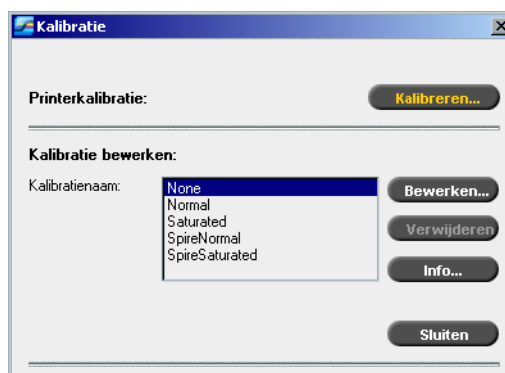 Kalibratie
Printerkalibratie:
Kalibreren...
Kalibratie bewerken:
Kalibratienaam:
None
Normal
Saturated
SpireNormal
SpireSaturated
Bewerken...
Verwijderen
Info...
Sluiten